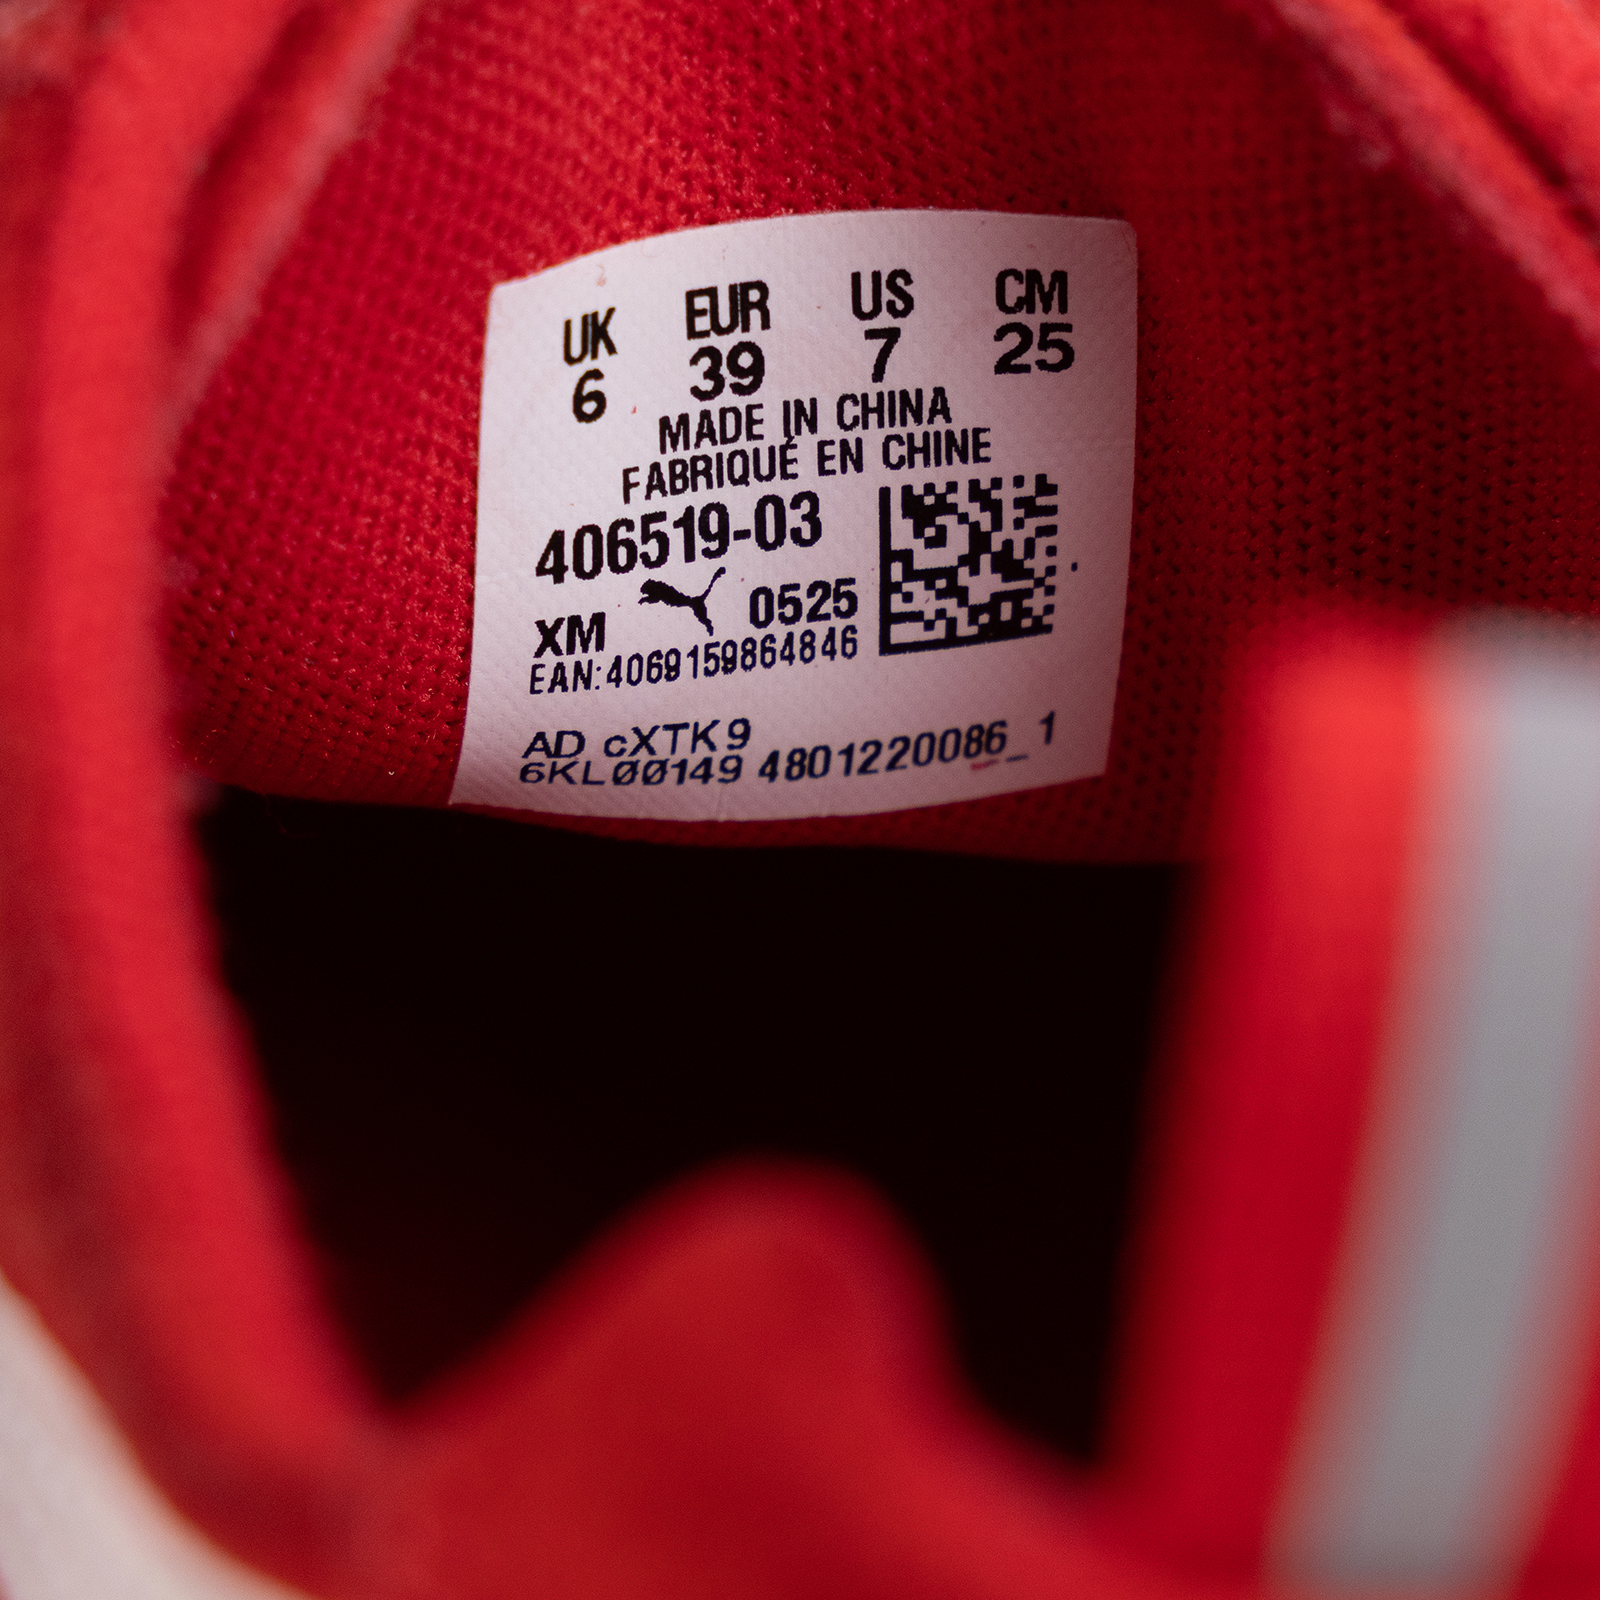 UK EUR US CM
6 39 7 25
MADE IN CHINA
FABRIQUÉ EN CHINE
406519-03
XM 0525
EAN:4069159864846
AD cXTK9
6KLØØ149 4801220086_1